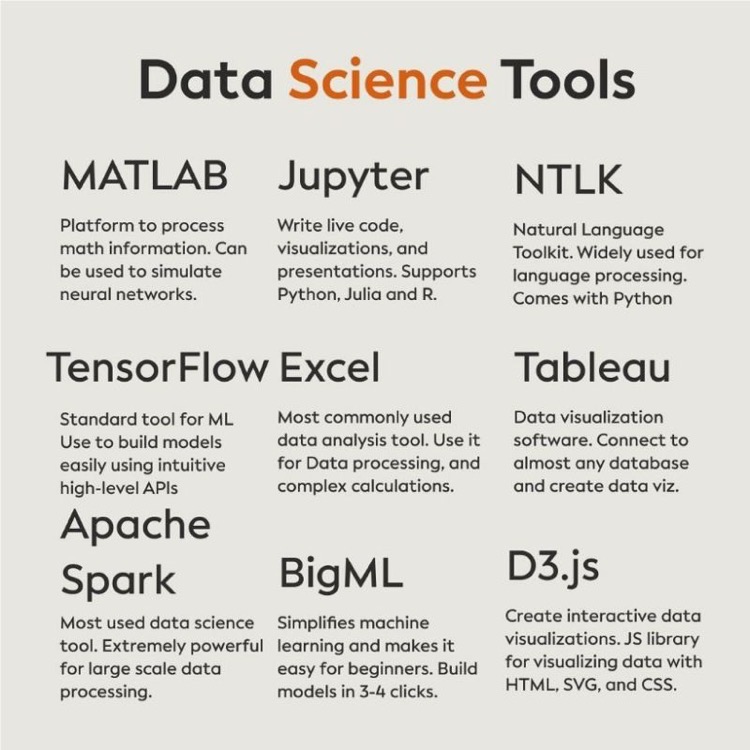 Data Science Tools
MATLAB
Platform to process
math information. Can
be used to simulate
neural networks.
Jupyter
Write live code,
visualizations, and
presentations. Supports
Python, Julia and R.
NTLK
Natural Language
Toolkit. Widely used for
language processing.
Comes with Python
TensorFlow
Standard tool for ML
Use to build models
easily using intuitive
high-level APIs
Excel
Most commonly used
data analysis tool. Use it
for Data processing, and
complex calculations.
Tableau
Data visualization
software. Connect to
almost any database
and create data viz.
Apache
Spark
Most used data science
tool. Extremely powerful
for large scale data
processing.
BigML
Simplifies machine
learning and makes it
easy for beginners. Build
models in 3-4 clicks.
D3.js
Create interactive data
visualizations. JS library
for visualizing data with
HTML, SVG, and CSS.